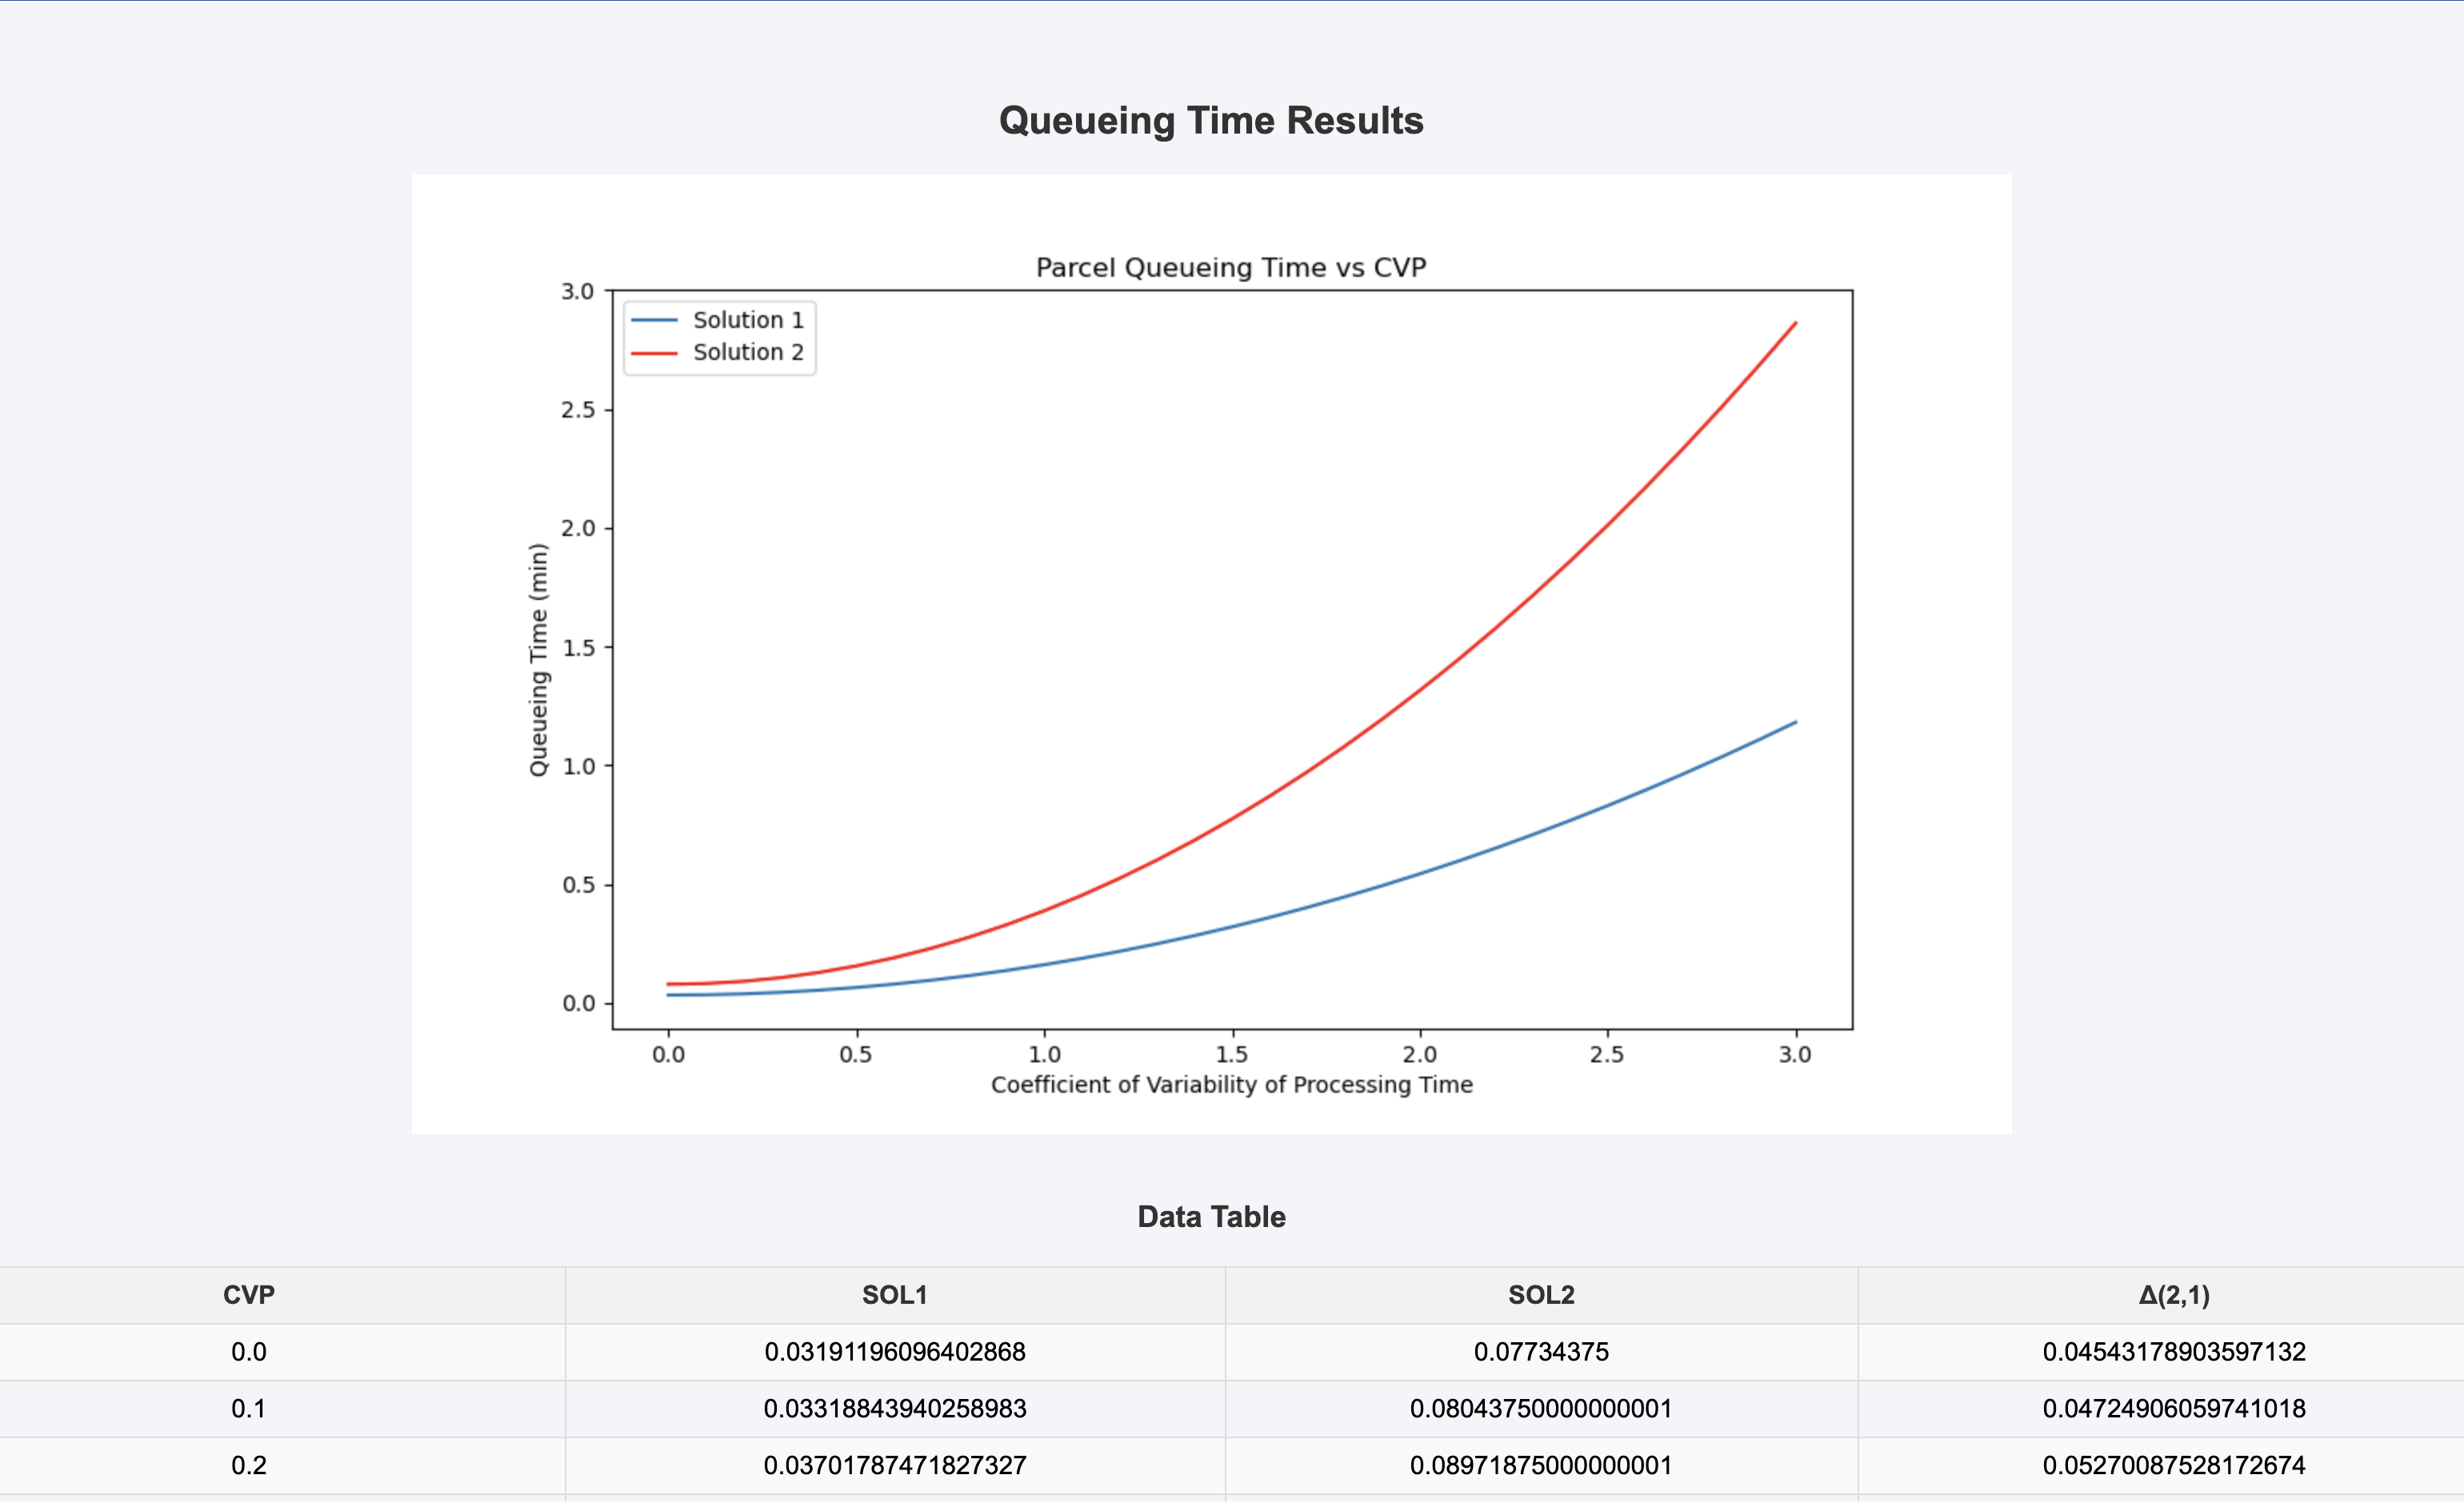 Queueing Time Results
Parcel Queueing Time vs CVP
3.0
Solution 1
Solution 2
2.5
2.0
1.5
1.0
0.5
0.0
Queueing Time (min)
0.0 0.5 1.0 1.5 2.0 2.5 3.0
Coefficient of Variability of Processing Time
Data Table
CVP SOL1 SOL2 Δ(2,1)
0.0 0.03191196096402868 0.07734375 0.04543178903597132
0.1 0.03318843940258983 0.08043750000000001 0.04724906059741018
0.2 0.03701787471827327 0.08971875000000001 0.05270087528172674